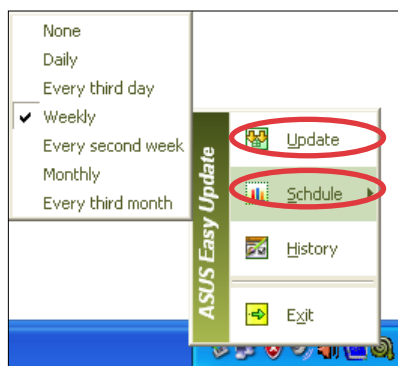 None
Daily
Every third day
Weekly
Every second week
Monthly
Every third month
ASUS Easy Update
Update
Schdule
History
Exit